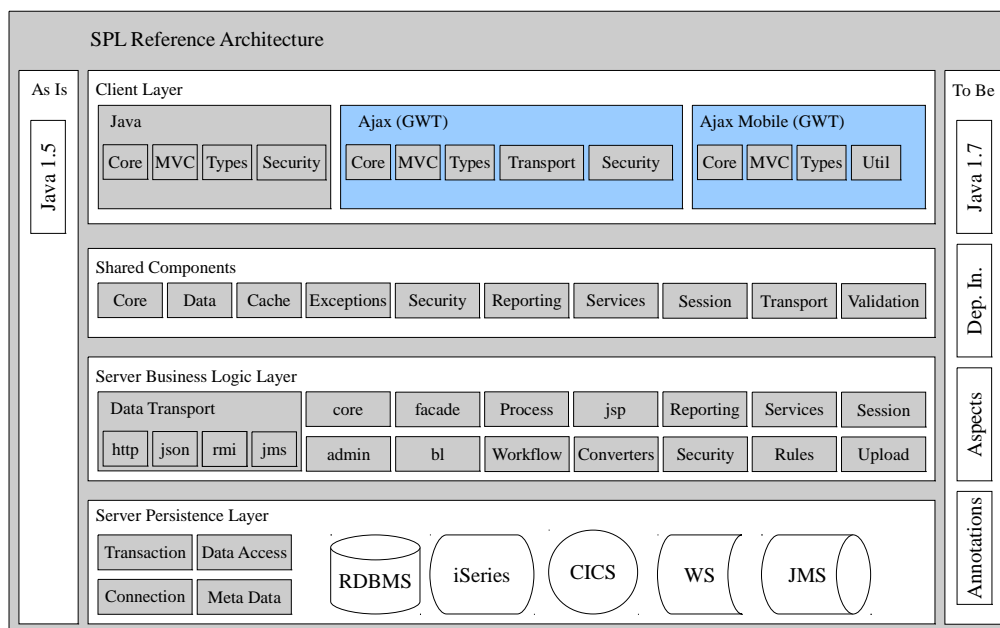 SPL Reference Architecture
As Is
Java 1.5
Client Layer
Java
Core MVC Types Security
Ajax (GWT)
Core MVC Types Transport Security
Ajax Mobile (GWT)
Core MVC Types Util
Shared Components
Core Data Cache Exceptions Security Reporting Services Session Transport Validation
Server Business Logic Layer
Data Transport
http json rmi jms
core facade Process jsp Reporting Services Session
admin bl Workflow Converters Security Rules Upload
Server Persistence Layer
Transaction Data Access
Connection Meta Data
RDBMS iSeries CICS WS JMS
To Be
Java 1.7
Dep. In.
Aspects
Annotations